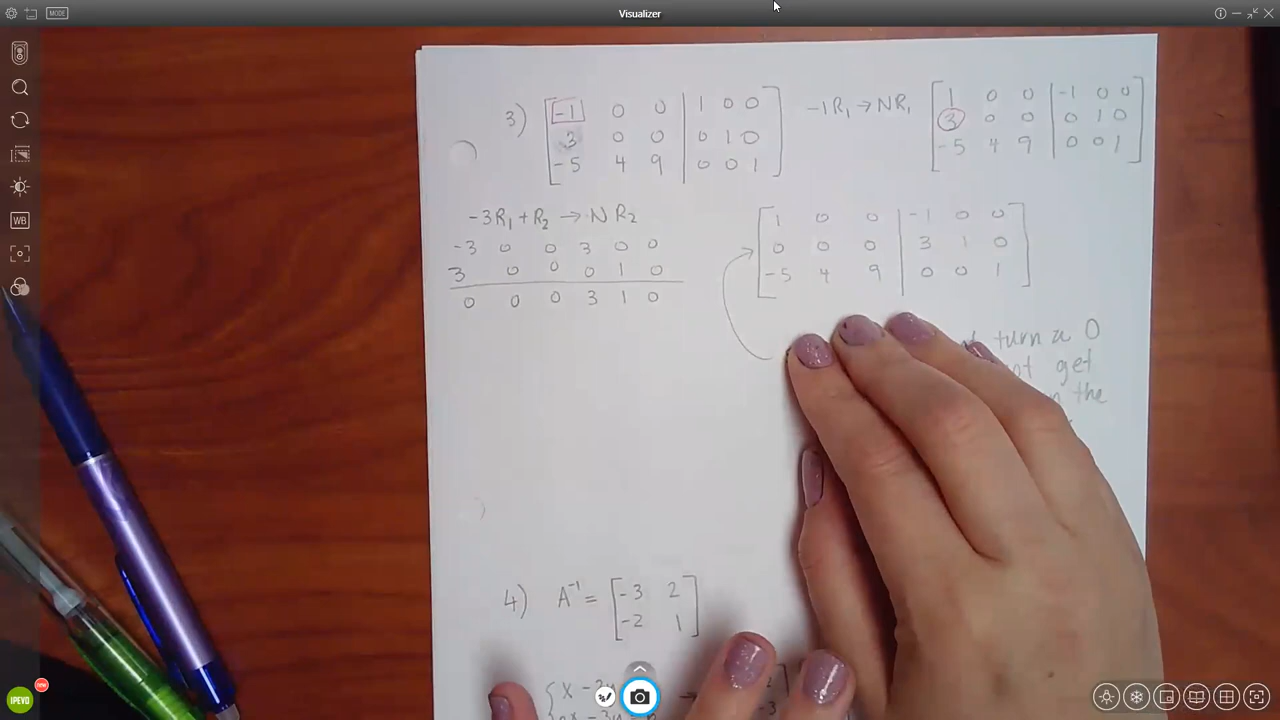 Visualizer
MODE
WB
3) [-1 0 0 | 1 0 0]
[3 0 0 | 0 1 0]
[-5 4 9 | 0 0 1]
-1R₁ → NR₁
[1 0 0 | -1 0 0]
[3 0 0 | 0 1 0]
[-5 4 9 | 0 0 1]
-3R₁ + R₂ → NR₂
-3 0 0 3 0 0
3 0 0 0 1 0
0 0 0 3 1 0
[1 0 0 | -1 0 0]
[0 0 0 | 3 1 0]
[-5 4 9 | 0 0 1]
turn a 0
get
the
4) A⁻¹ = [-3 2]
[-2 1]
IPEVO